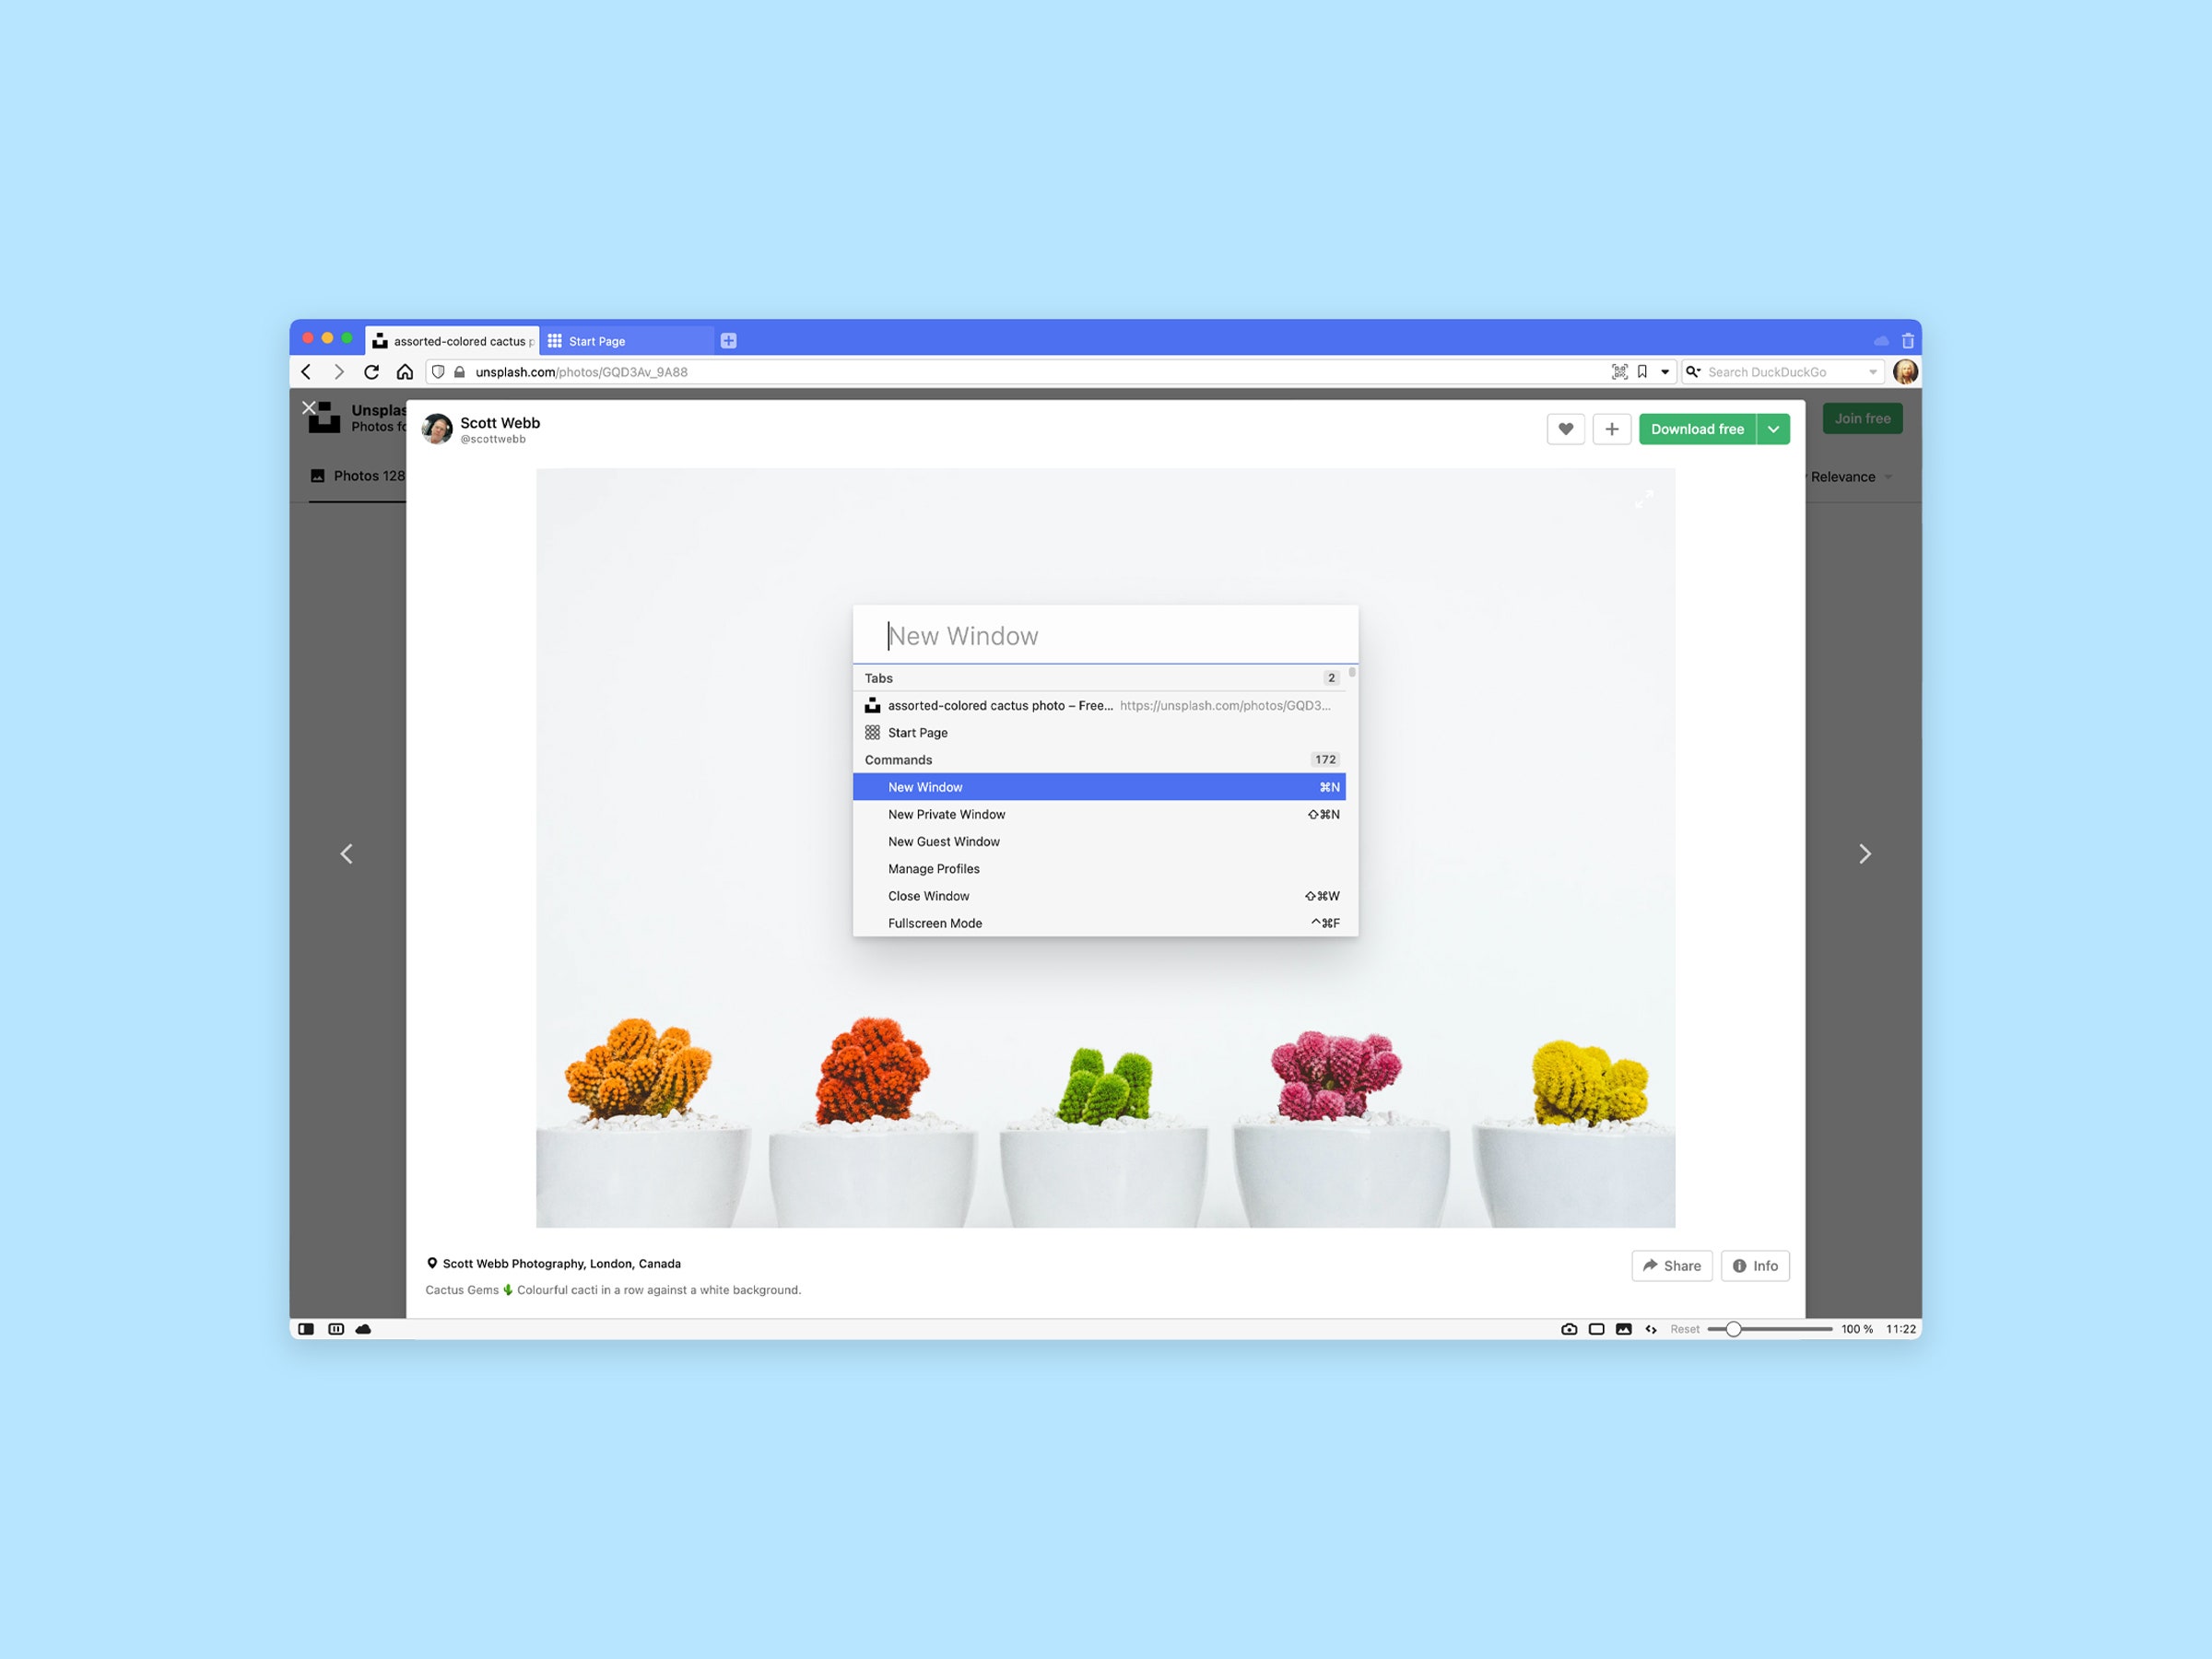 assorted-colored cactus p
Start Page
unsplash.com/photos/GQD3Av_9A88
Search DuckDuckGo
Unsplas
Photos fo
Scott Webb
@scottwebb
Download free
Join free
Photos 128
Relevance
New Window
Tabs 2
assorted-colored cactus photo – Free... https://unsplash.com/photos/GQD3...
Start Page
Commands 172
New Window ⌘N
New Private Window ⇧⌘N
New Guest Window
Manage Profiles
Close Window ⇧⌘W
Fullscreen Mode ^⌘F
Scott Webb Photography, London, Canada
Share
Info
Cactus Gems 🌵 Colourful cacti in a row against a white background.
Reset 100 % 11:22